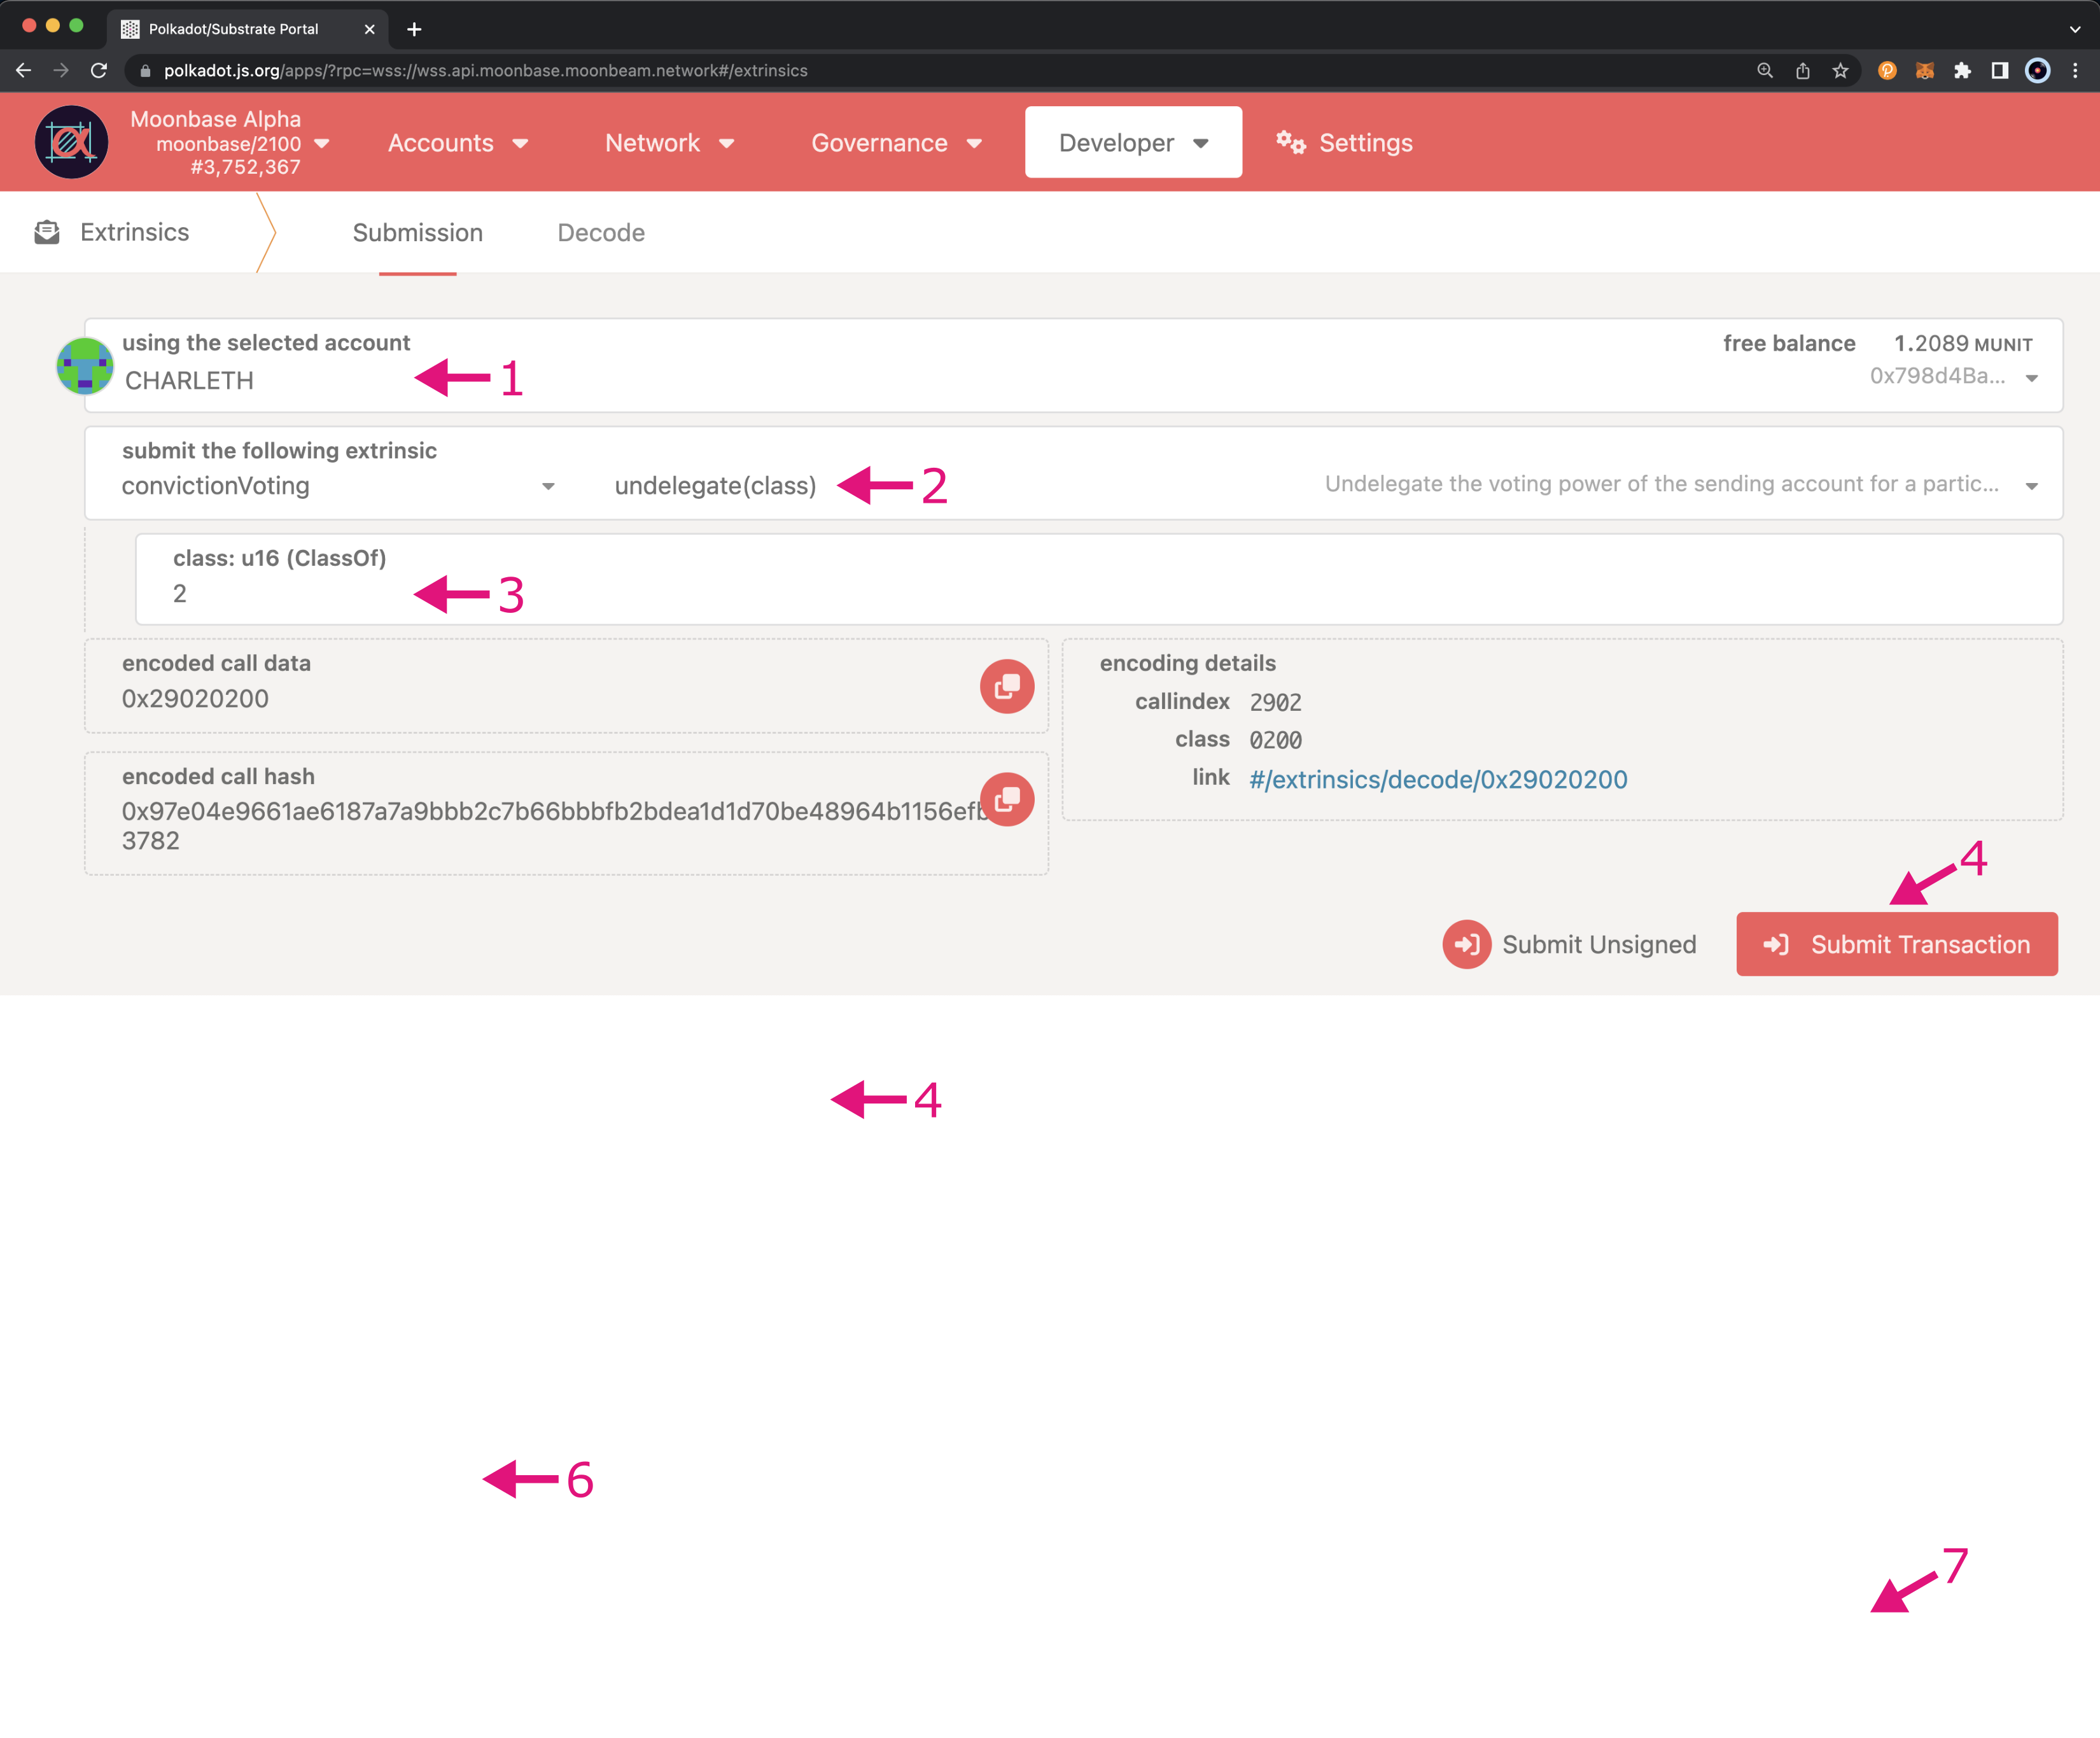 Polkadot/Substrate Portal
polkadot.js.org/apps/?rpc=wss://wss.api.moonbase.moonbeam.network#/extrinsics
Moonbase Alpha
moonbase/2100
#3,752,367
Accounts
Network
Governance
Developer
Settings
Extrinsics
Submission
Decode
using the selected account
CHARLETH
1
free balance 1.2089 MUNIT
0x798d4Ba...
submit the following extrinsic
convictionVoting
undelegate(class)
2
Undelegate the voting power of the sending account for a partic...
class: u16 (ClassOf)
2
3
encoded call data
0x29020200
encoding details
callindex 2902
class 0200
link #/extrinsics/decode/0x29020200
encoded call hash
0x97e04e9661ae6187a7a9bbb2c7b66bbbfb2bdea1d1d70be48964b1156ef
3782
4
Submit Unsigned
Submit Transaction
4
6
7